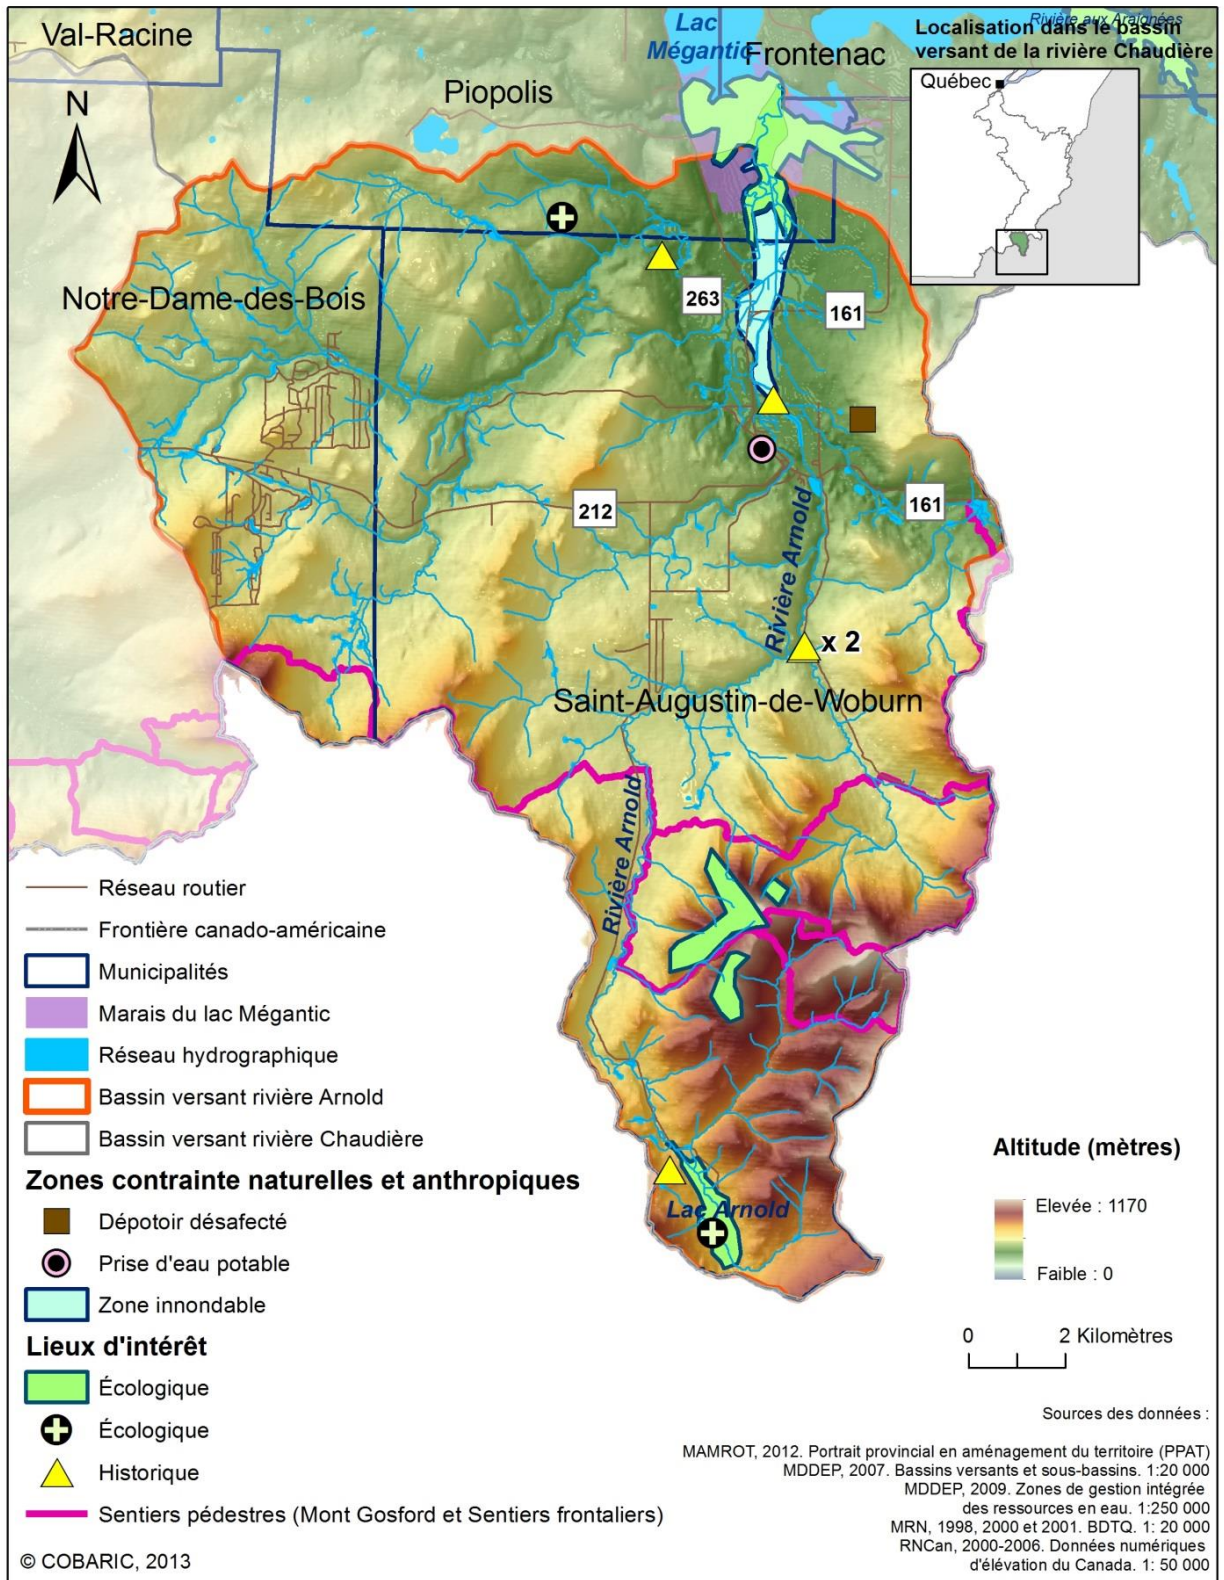 Val-Racine
Lac
Mégantic
Frontenac
Rivière aux Araignées
Localisation dans le bassin
versant de la rivière Chaudière
Québec
N
Piopolis
Notre-Dame-des-Bois
263
161
212
161
Rivière Arnold
x 2
Saint-Augustin-de-Woburn
Rivière Arnold
Lac Arnold
Réseau routier
Frontière canado-américaine
Municipalités
Marais du lac Mégantic
Réseau hydrographique
Bassin versant rivière Arnold
Bassin versant rivière Chaudière
Zones contrainte naturelles et anthropiques
Dépotoir désafecté
Prise d'eau potable
Zone innondable
Lieux d'intérêt
Écologique
Écologique
Historique
Sentiers pédestres (Mont Gosford et Sentiers frontaliers)
© COBARIC, 2013
Altitude (mètres)
Elevée : 1170
Faible : 0
0 2 Kilomètres
Sources des données :
MAMROT, 2012. Portrait provincial en aménagement du territoire (PPAT)
MDDEP, 2007. Bassins versants et sous-bassins. 1:20 000
MDDEP, 2009. Zones de gestion intégrée
des ressources en eau. 1:250 000
MRN, 1998, 2000 et 2001. BDTQ. 1: 20 000
RNCan, 2000-2006. Données numériques
d'élévation du Canada. 1: 50 000